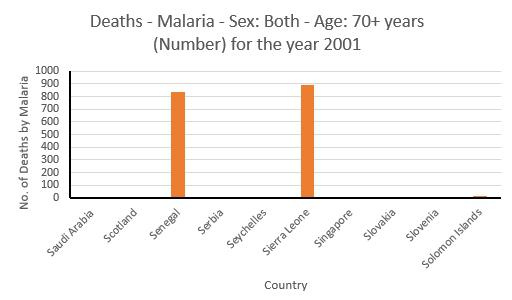 Deaths - Malaria - Sex: Both - Age: 70+ years
(Number) for the year 2001
No. of Deaths by Malaria
1000
900
800
700
600
500
400
300
200
100
0
Saudi Arabia
Scotland
Senegal
Serbia
Seychelles
Sierra Leone
Singapore
Slovakia
Slovenia
Solomon Islands
Country